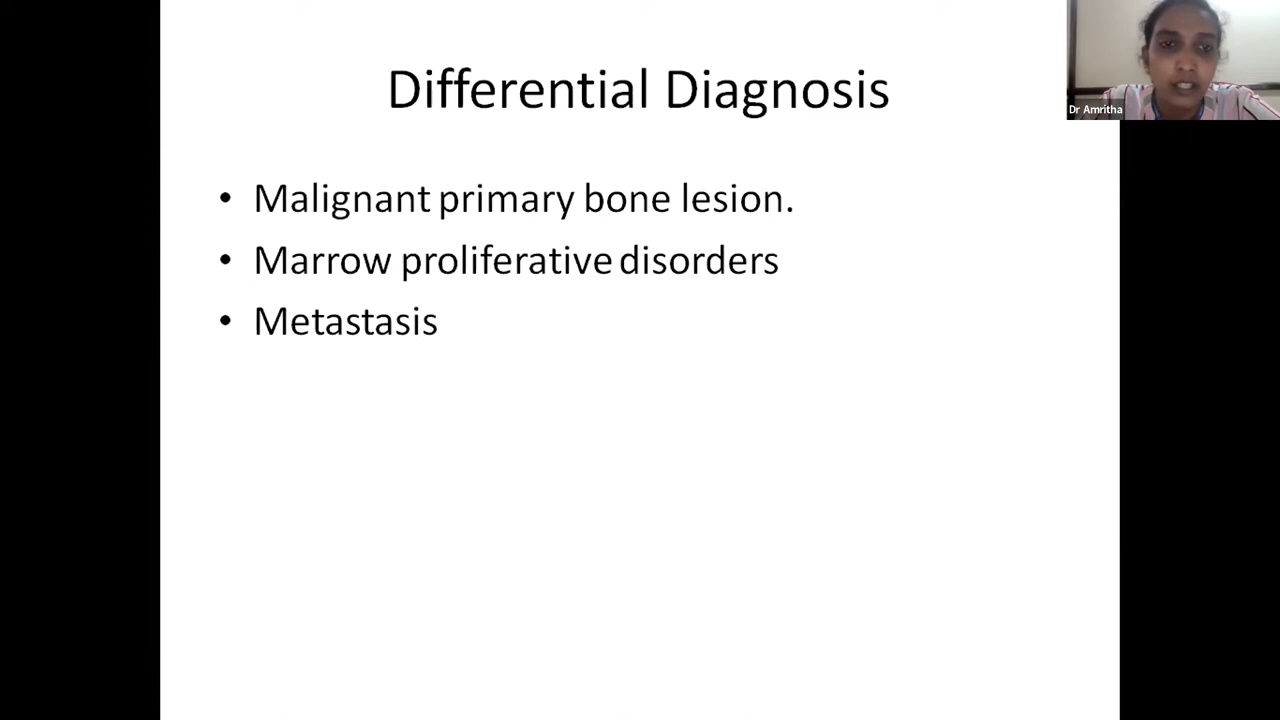 Differential Diagnosis
Dr Amritha
• Malignant primary bone lesion.
• Marrow proliferative disorders
• Metastasis